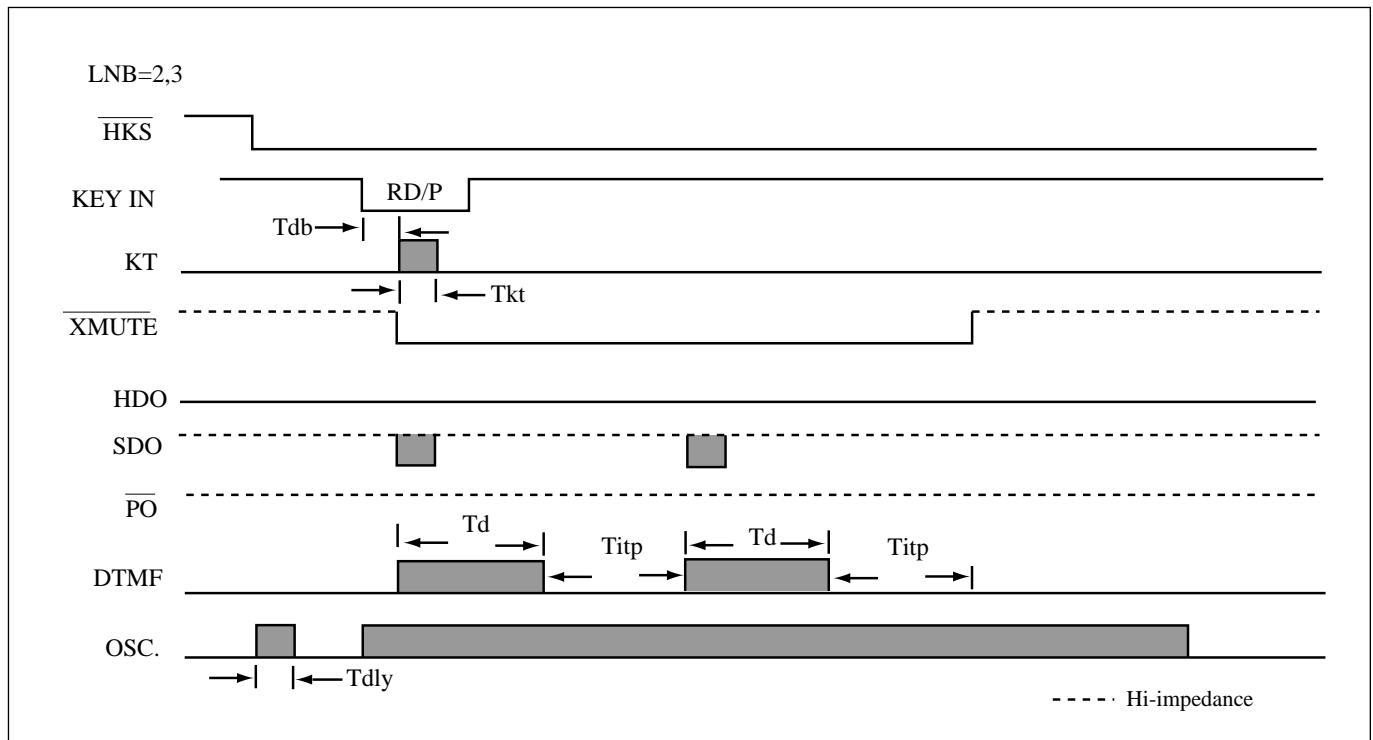 LNB=2,3
HKS
KEY IN
RD/P
Tdb
KT
Tkt
XMUTE
HDO
SDO
PO
Td
Titp
Td
Titp
DTMF
OSC.
Tdly
Hi-impedance